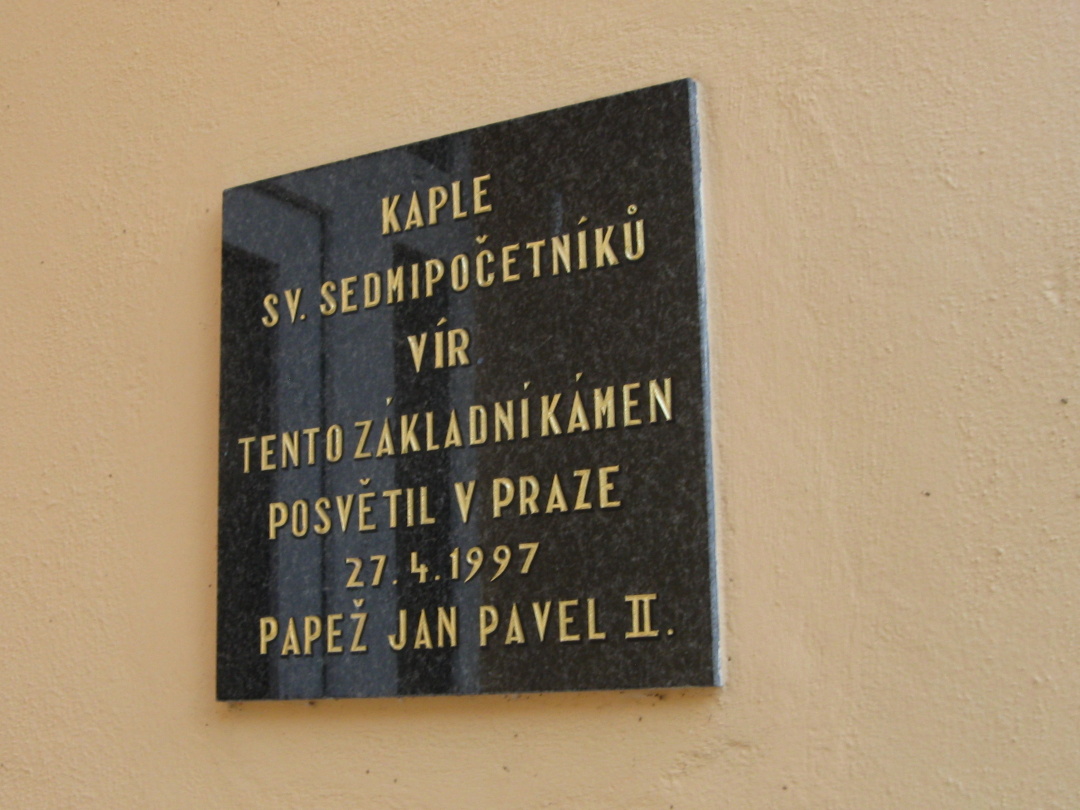 KAPLE
SV. SEDMIPOČETNÍKŮ
VÍR
TENTO ZÁKLADNÍ KÁMEN
POSVĚTIL V PRAZE
27.4.1997
PAPEŽ JAN PAVEL II.